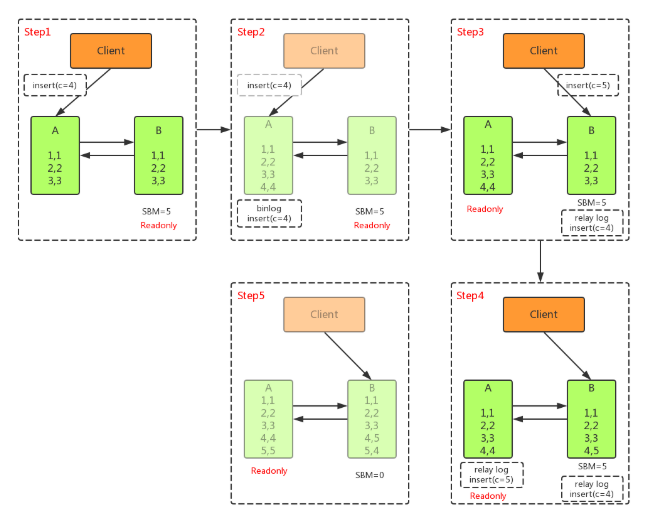 Step1
Client
insert(c=4)
A
1,1
2,2
3,3
B
1,1
2,2
3,3
SBM=5
Readonly
Step2
Client
insert(c=4)
A
1,1
2,2
3,3
4,4
B
1,1
2,2
3,3
binlog
insert(c=4)
SBM=5
Readonly
Step3
Client
insert(c=5)
A
1,1
2,2
3,3
4,4
B
1,1
2,2
3,3
Readonly
SBM=5
relay log
insert(c=4)
Step5
Client
A
1,1
2,2
3,3
4,4
5,5
B
1,1
2,2
3,3
4,5
5,4
Readonly
SBM=0
Step4
Client
A
1,1
2,2
3,3
4,4
B
1,1
2,2
3,3
4,5
relay log
insert(c=5)
Readonly
SBM=5
relay log
insert(c=4)